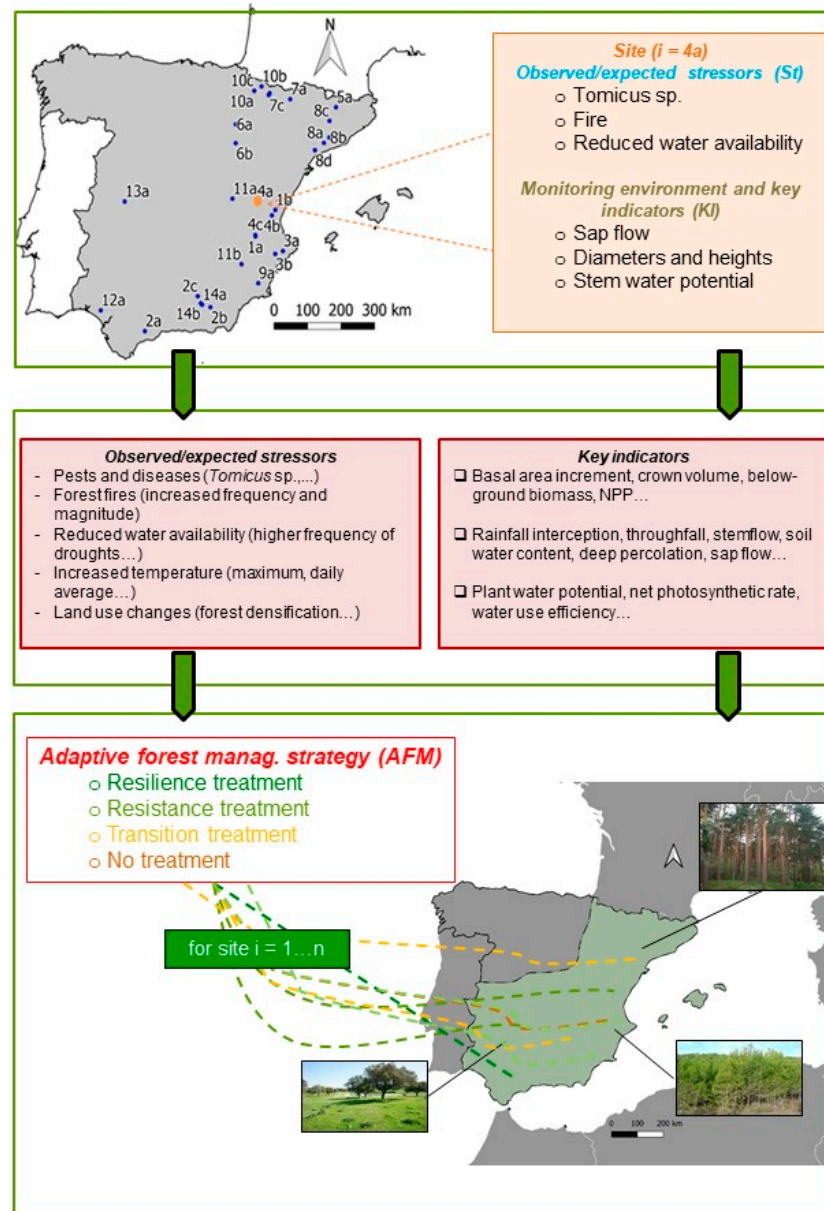 N
10c
10b
10a
7c
7a
5a
8c
6a
8a
8b
6b
8d
13a
11a
4a
1b
4c
4b
1a
3a
11b
3b
9a
2c
14a
12a
14b
2b
2a
0 100 200 300 km
Site (i = 4a)
Observed/expected stressors (St)
o Tomicus sp.
o Fire
o Reduced water availability
Monitoring environment and key
indicators (KI)
o Sap flow
o Diameters and heights
o Stem water potential
Observed/expected stressors
- Pests and diseases (Tomicus sp.,...)
- Forest fires (increased frequency and
magnitude)
- Reduced water availability (higher frequency of
droughts…)
- Increased temperature (maximum, daily
average…)
- Land use changes (forest densification…)
Key indicators
❑ Basal area increment, crown volume, below-
ground biomass, NPP…
❑ Rainfall interception, throughfall, stemflow, soil
water content, deep percolation, sap flow…
❑ Plant water potential, net photosynthetic rate,
water use efficiency…
Adaptive forest manag. strategy (AFM)
o Resilience treatment
o Resistance treatment
o Transition treatment
o No treatment
for site i = 1…n
0 100 200 km